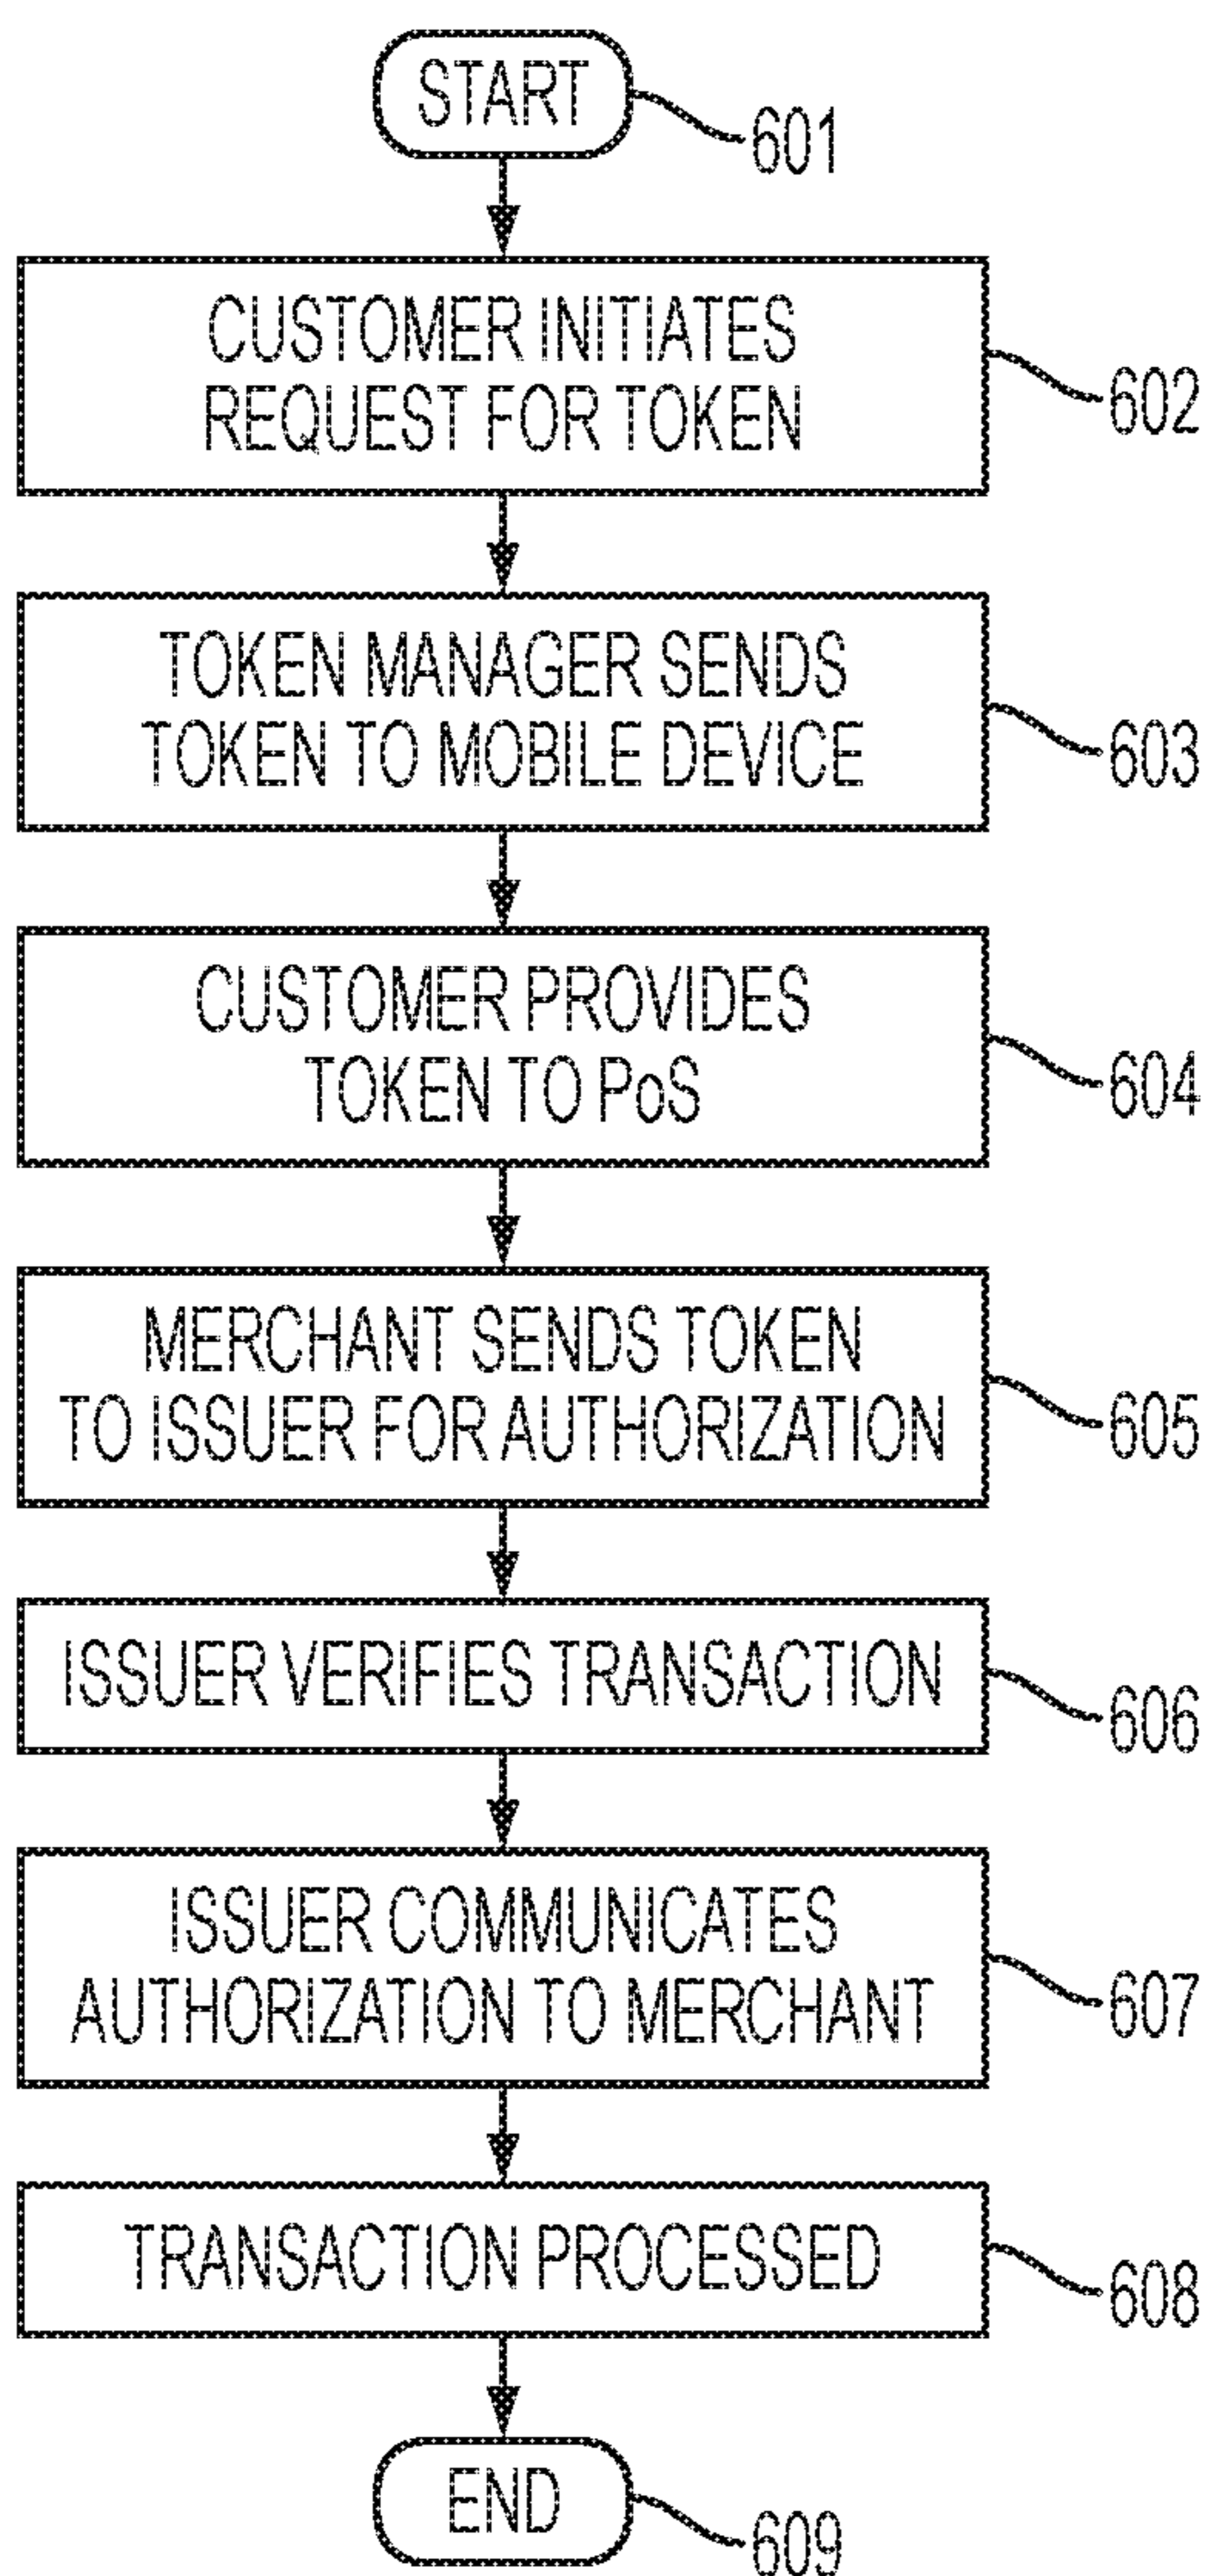 START
601
CUSTOMER INITIATES
REQUEST FOR TOKEN
602
TOKEN MANAGER SENDS
TOKEN TO MOBILE DEVICE
603
CUSTOMER PROVIDES
TOKEN TO PoS
604
MERCHANT SENDS TOKEN
TO ISSUER FOR AUTHORIZATION
605
ISSUER VERIFIES TRANSACTION
606
ISSUER COMMUNICATES
AUTHORIZATION TO MERCHANT
607
TRANSACTION PROCESSED
608
END
609